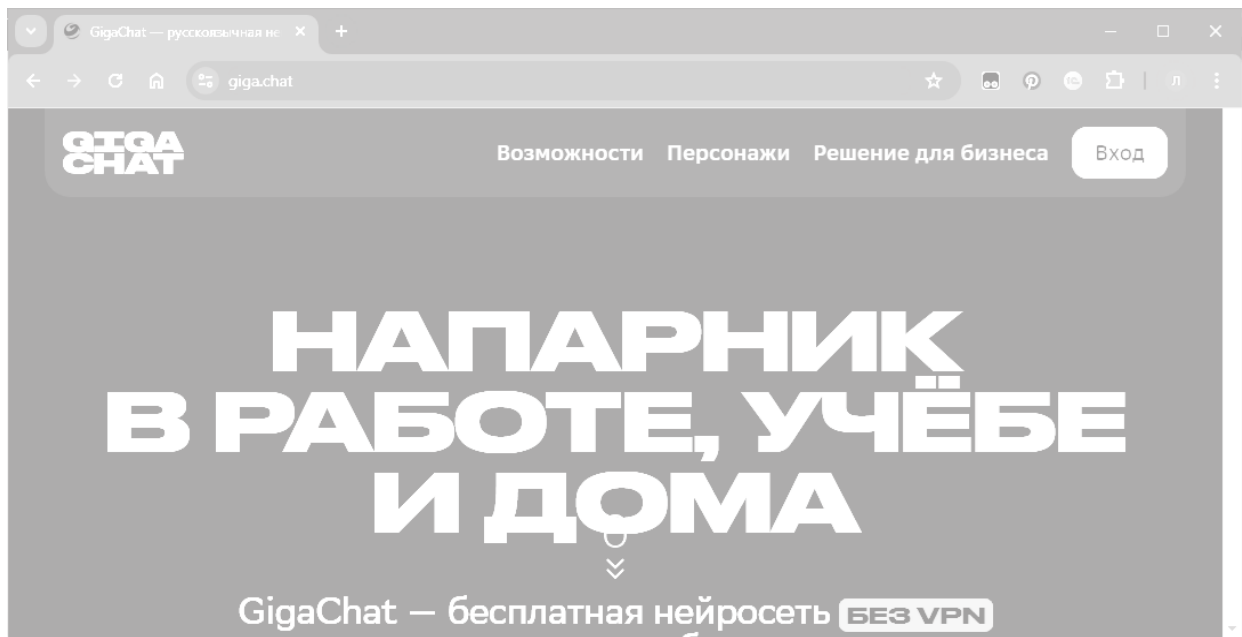 GigaChat — русскоязычная не
giga.chat
GIGA
CHAT
Возможности Персонажи Решение для бизнеса Вход
НАПАРНИК
В РАБОТЕ, УЧЁБЕ
И ДОМА
GigaChat — бесплатная нейросеть БЕЗ VPN